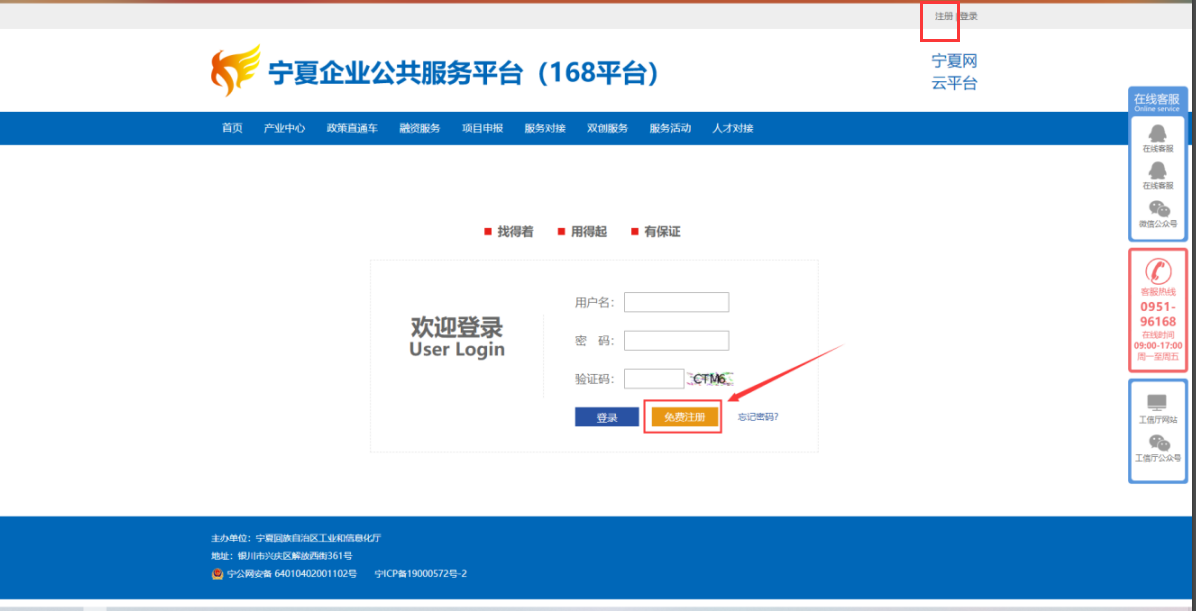 注册 | 登录
宁夏企业公共服务平台（168平台）
宁夏网
云平台
首页 产业中心 政策直通车 融资服务 项目申报 服务对接 双创服务 服务活动 人才对接
找得着 用得起 有保证
欢迎登录
User Login
用户名：
密 码：
验证码： CTM6
登录 免费注册 忘记密码?
在线客服
Online service
在线客服
在线客服
微信公众号
客服热线
0951-
96168
在线时间
09:00-17:00
周一至周五
工信厅网站
工信厅公众号
主办单位：宁夏回族自治区工业和信息化厅
地址：银川市兴庆区解放西街361号
宁公网安备 64010402001102号 宁ICP备19000572号-2